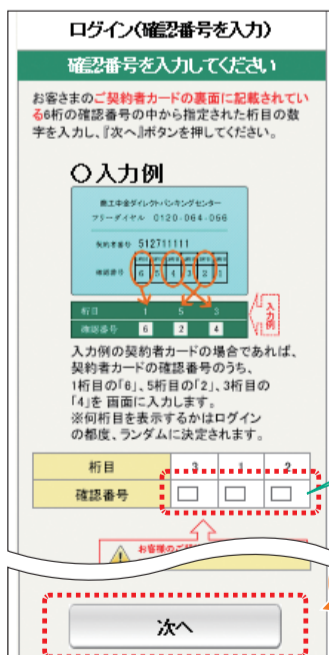 ログイン(確認番号を入力)
確認番号を入力してください
お客さまのご契約者カードの裏面に記載されてい
る6桁の確認番号の中から指定された桁目の数
字を入力し、『次へ』ボタンを押してください。
○入力例
商工中金ダイレクトバンキングセンター
フリーダイヤル 0120-064-066
契約者番号 512711111
確認番号 6 5 4 3 2 1
桁目 1 5 3
確認番号 6 2 4
入力例
入力例の契約者カードの場合であれば、
契約者カードの確認番号のうち、
1桁目の「6」、5桁目の「2」、3桁目の
「4」を 画面に入力します。
※何桁目を表示するかはログイン
の都度、ランダムに決定されます。
桁目 3 1 2
確認番号
お客様のご
次へ